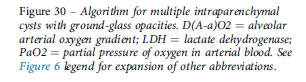 Figure 30 – Algorithm for multiple intraparenchymal
cysts with ground-glass opacities. D(A-a)O2 = alveolar
arterial oxygen gradient; LDH = lactate dehydrogenase;
PaO2 = partial pressure of oxygen in arterial blood. See
Figure 6 legend for expansion of other abbreviations.